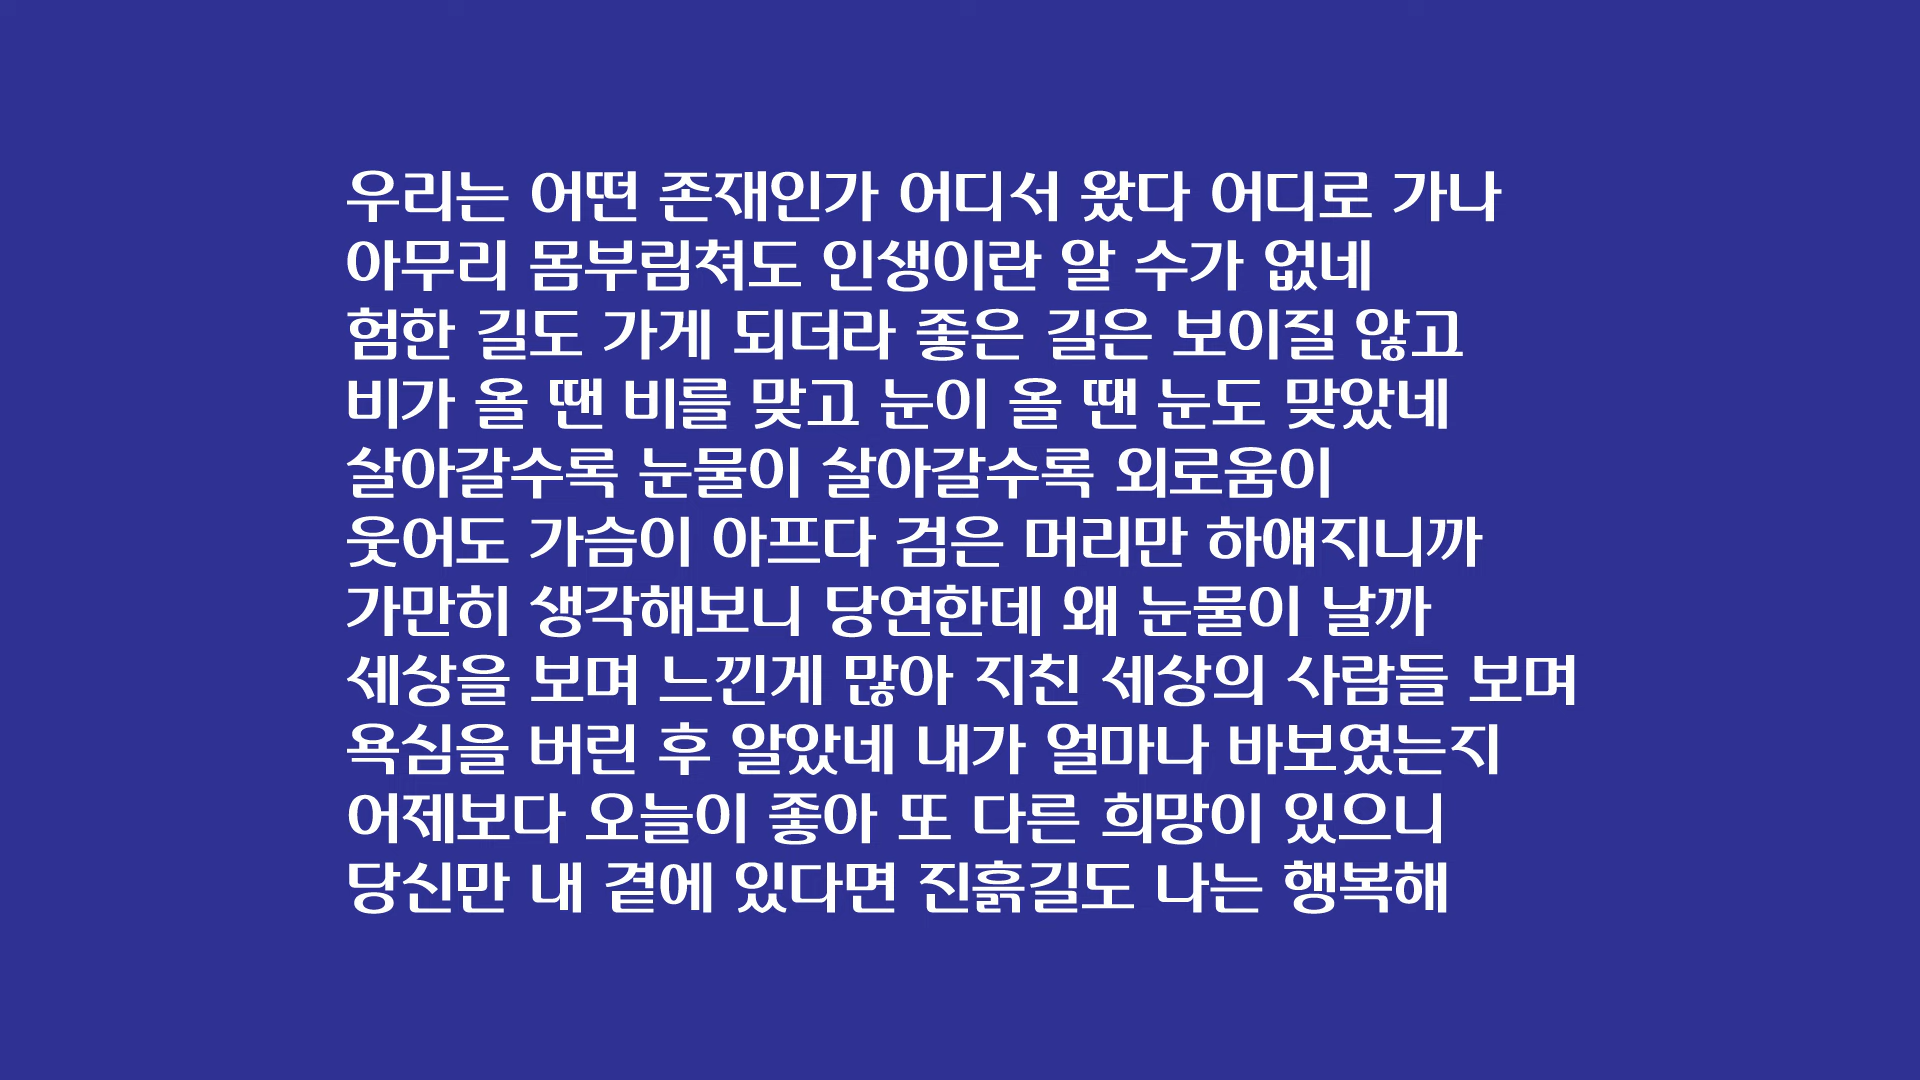 우리는 어떤 존재인가 어디서 왔다 어디로 가나
아무리 몸부림쳐도 인생이란 알 수가 없네
험한 길도 가게 되더라 좋은 길은 보이질 않고
비가 올 땐 비를 맞고 눈이 올 땐 눈도 맞았네
살아갈수록 눈물이 살아갈수록 외로움이
웃어도 가슴이 아프다 검은 머리만 하얘지니까
가만히 생각해보니 당연한데 왜 눈물이 날까
세상을 보며 느낀게 많아 지친 세상의 사람들 보며
욕심을 버린 후 알았네 내가 얼마나 바보였는지
어제보다 오늘이 좋아 또 다른 희망이 있으니
당신만 내 곁에 있다면 진흙길도 나는 행복해